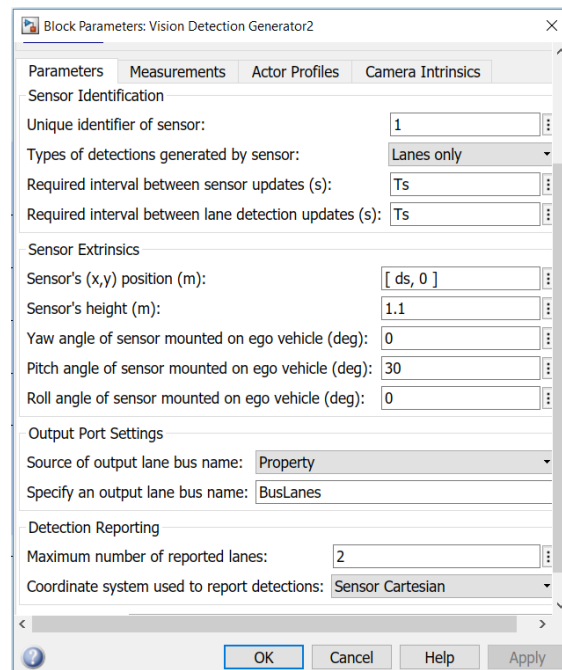 Block Parameters: Vision Detection Generator2
Parameters Measurements Actor Profiles Camera Intrinsics
Sensor Identification
Unique identifier of sensor: 1
Types of detections generated by sensor: Lanes only
Required interval between sensor updates (s): Ts
Required interval between lane detection updates (s): Ts
Sensor Extrinsics
Sensor's (x,y) position (m): [ ds, 0 ]
Sensor's height (m): 1.1
Yaw angle of sensor mounted on ego vehicle (deg): 0
Pitch angle of sensor mounted on ego vehicle (deg): 30
Roll angle of sensor mounted on ego vehicle (deg): 0
Output Port Settings
Source of output lane bus name: Property
Specify an output lane bus name: BusLanes
Detection Reporting
Maximum number of reported lanes: 2
Coordinate system used to report detections: Sensor Cartesian
OK Cancel Help Apply